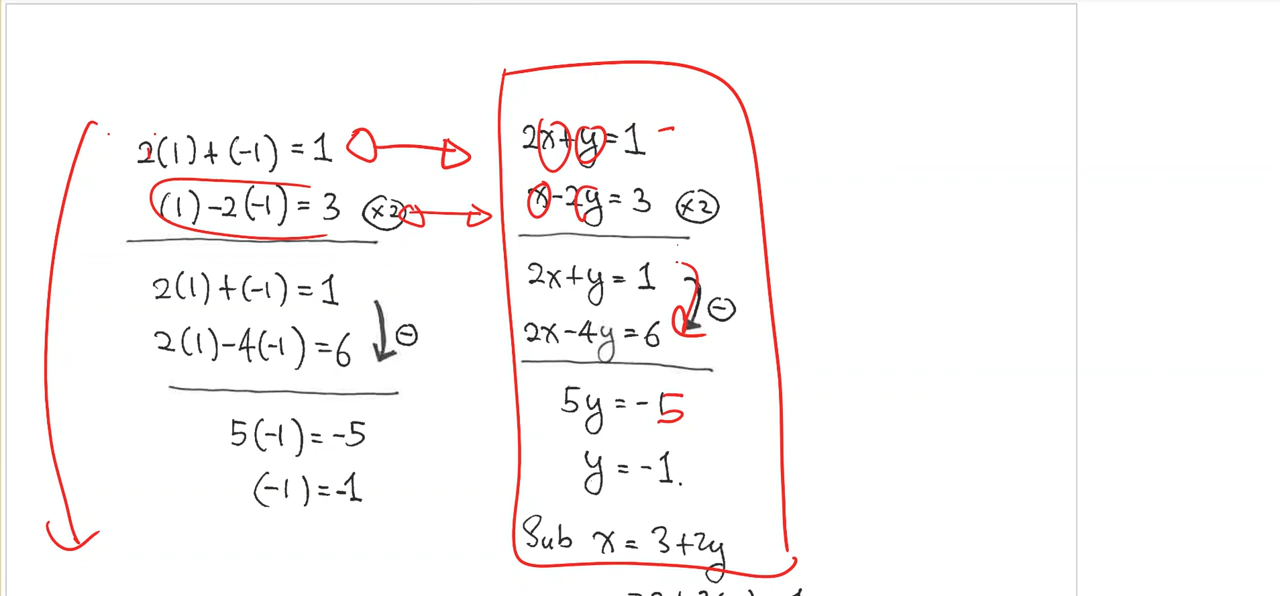 2(1)+(-1)=1
(1)-2(-1)=3 ×2
2(1)+(-1)=1
2(1)-4(-1)=6 −
5(-1)=-5
(-1)=-1
2x+y=1
x-2y=3 ×2
2x+y=1
2x-4y=6 −
5y=-5
y=-1.
Sub x=3+2y